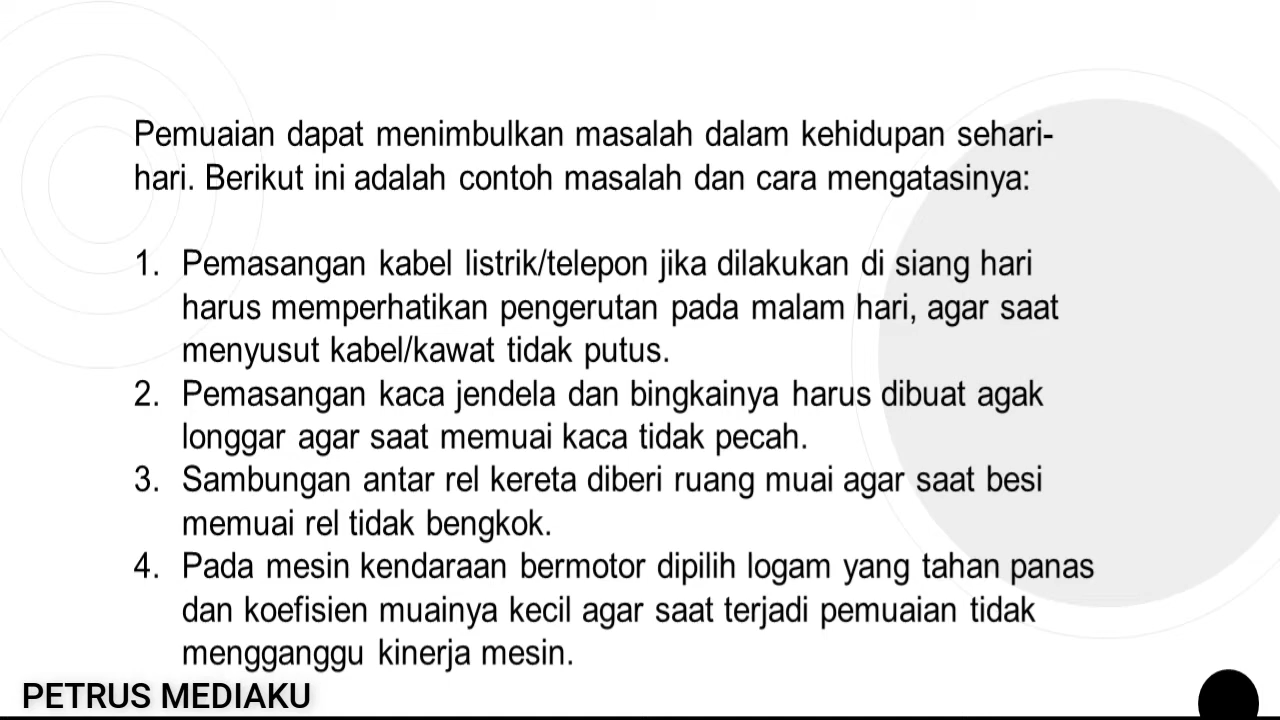 Pemuaian dapat menimbulkan masalah dalam kehidupan sehari-
hari. Berikut ini adalah contoh masalah dan cara mengatasinya:
1. Pemasangan kabel listrik/telepon jika dilakukan di siang hari
harus memperhatikan pengerutan pada malam hari, agar saat
menyusut kabel/kawat tidak putus.
2. Pemasangan kaca jendela dan bingkainya harus dibuat agak
longgar agar saat memuai kaca tidak pecah.
3. Sambungan antar rel kereta diberi ruang muai agar saat besi
memuai rel tidak bengkok.
4. Pada mesin kendaraan bermotor dipilih logam yang tahan panas
dan koefisien muainya kecil agar saat terjadi pemuaian tidak
mengganggu kinerja mesin.
PETRUS MEDIAKU